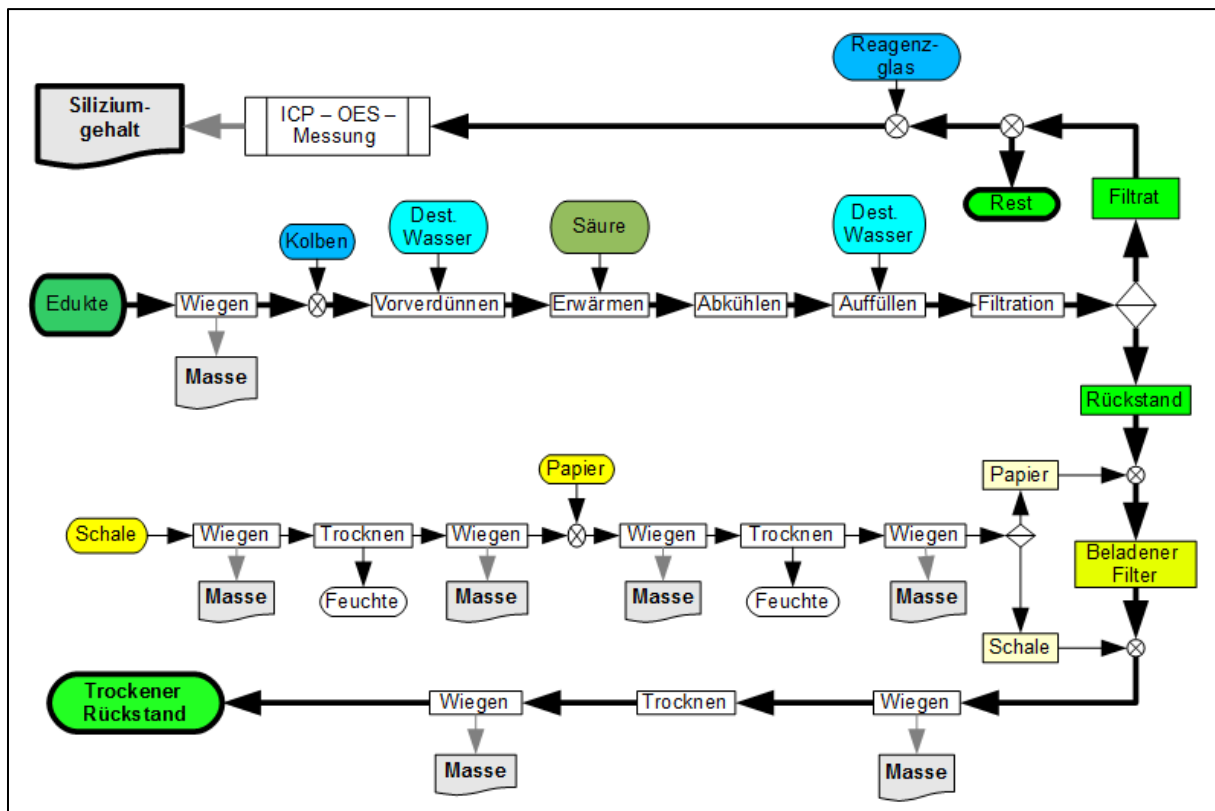 Reagenz-
glas
Silizium-
gehalt
ICP – OES –
Messung
Rest
Filtrat
Kolben
Dest.
Wasser
Säure
Dest.
Wasser
Edukte
Wiegen
Vorverdünnen
Erwärmen
Abkühlen
Auffüllen
Filtration
Masse
Rückstand
Papier
Papier
Schale
Wiegen
Trocknen
Wiegen
Wiegen
Trocknen
Wiegen
Beladener
Filter
Masse
Feuchte
Masse
Masse
Feuchte
Masse
Schale
Trockener
Rückstand
Wiegen
Trocknen
Wiegen
Masse
Masse